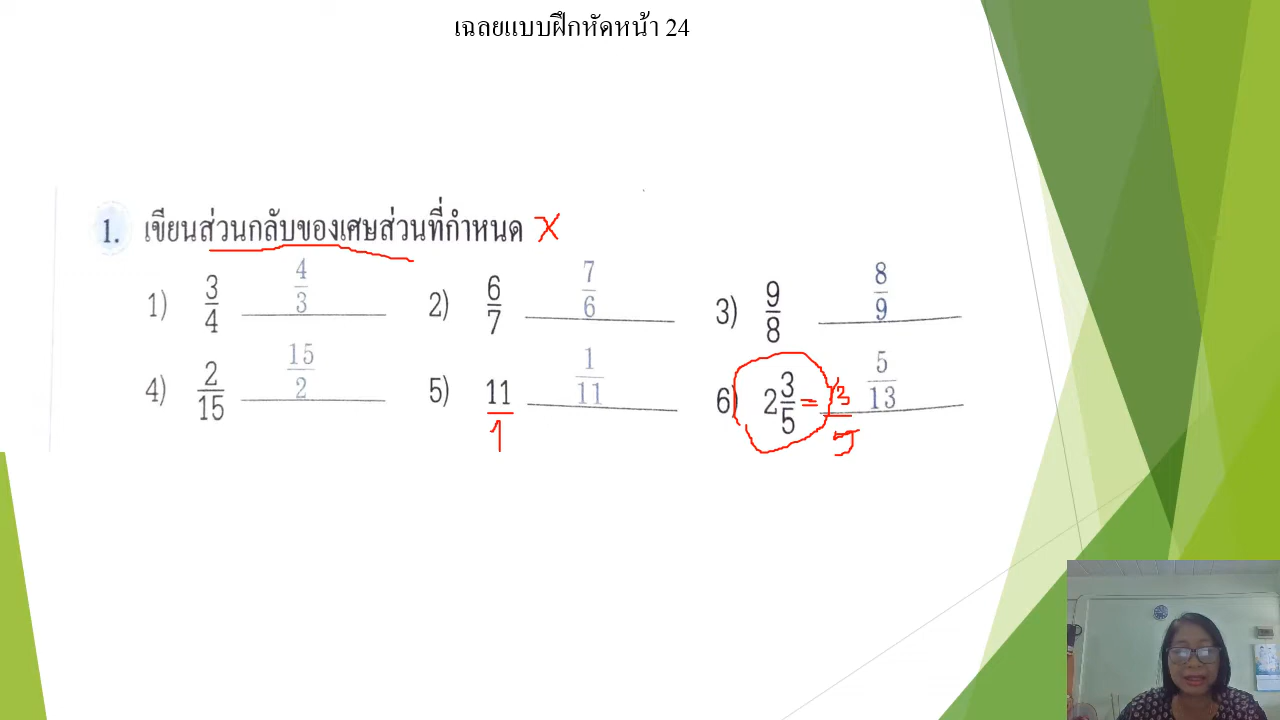 เฉลยแบบฝึกหัดหน้า 24
1. เขียนส่วนกลับของเศษส่วนที่กำหนด x
1) 3/4 4/3 2) 6/7 7/6 3) 9/8 8/9
4) 2/15 15/2 5) 11/1 1/11 6) 2 3/5 = 13/5 5/13